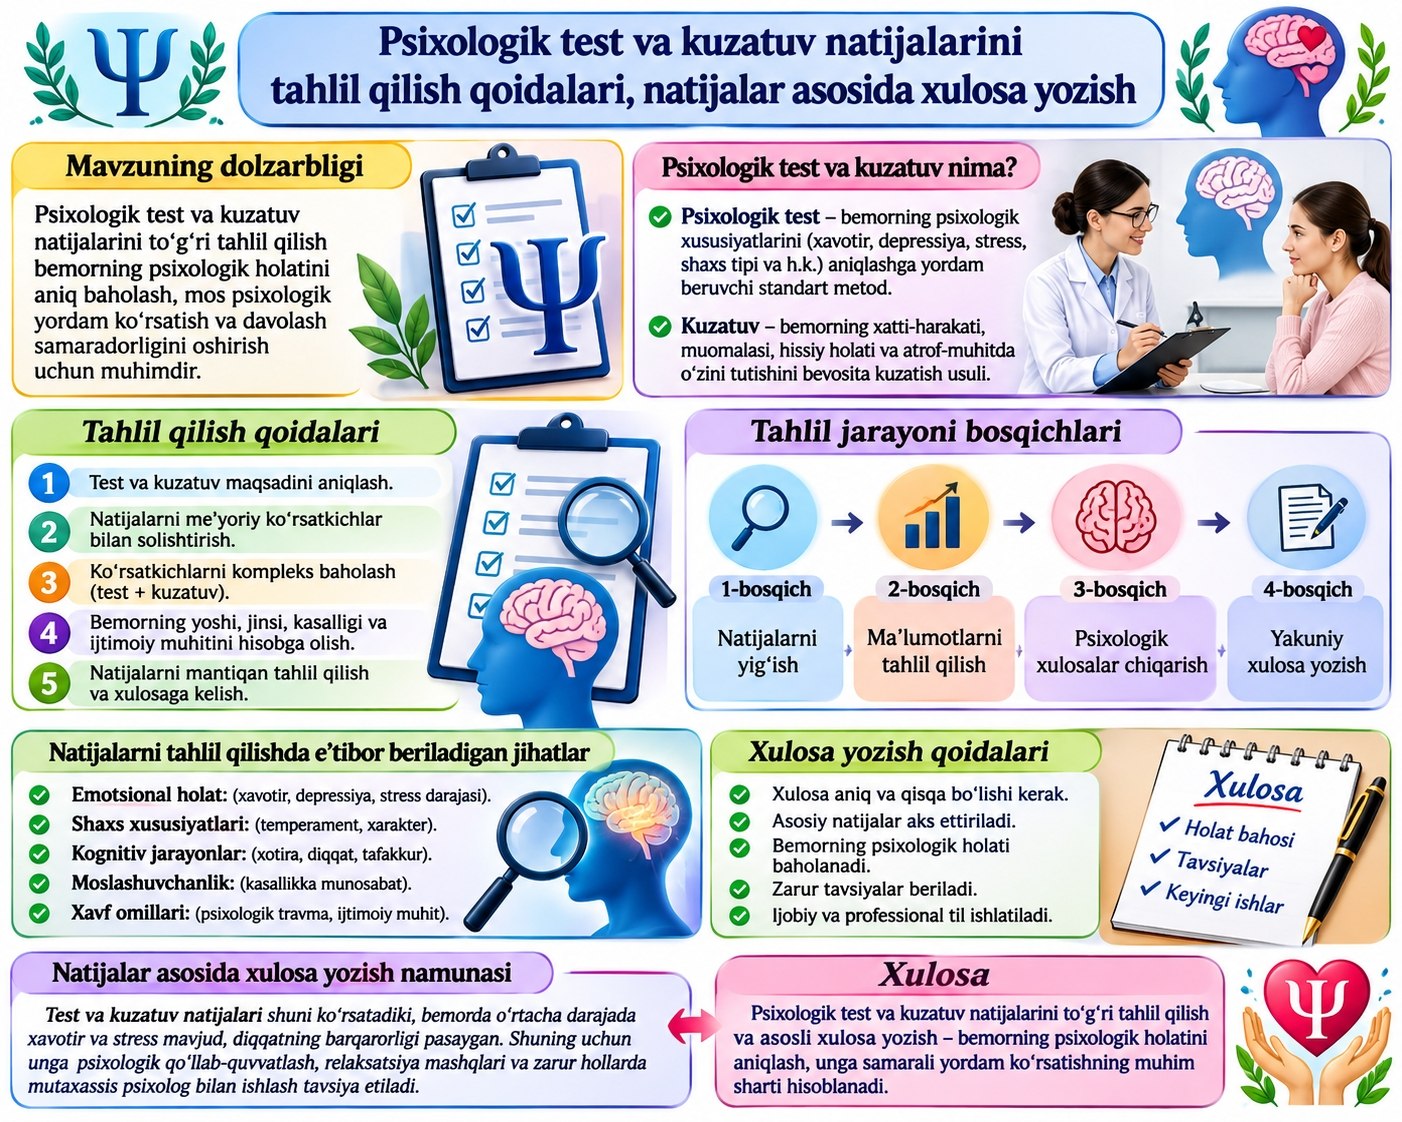 Psixologik test va kuzatuv natijalarini
tahlil qilish qoidalari, natijalar asosida xulosa yozish
Mavzuning dolzarbligi
Psixologik test va kuzatuv
natijalarini to‘g‘ri tahlil qilish
bemorning psixologik holatini
aniq baholash, mos psixologik
yordam ko‘rsatish va davolash
samaradorligini oshirish
uchun muhimdir.
Psixologik test va kuzatuv nima?
Psixologik test – bemorning psixologik
xususiyatlarini (xavotir, depressiya, stress,
shaxs tipi va h.k.) aniqlashga yordam
beruvchi standart metod.
Kuzatuv – bemorning xatti-harakati,
muomalasi, hissiy holati va atrof-muhitda
o‘zini tutishini bevosita kuzatish usuli.
Tahlil qilish qoidalari
1 Test va kuzatuv maqsadini aniqlash.
2 Natijalarni me’yoriy ko‘rsatkichlar
bilan solishtirish.
3 Ko‘rsatkichlarni kompleks baholash
(test + kuzatuv).
4 Bemorning yoshi, jinsi, kasalligi va
ijtimoiy muhitini hisobga olish.
5 Natijalarni mantiqan tahlil qilish
va xulosaga kelish.
Tahlil jarayoni bosqichlari
1-bosqich
Natijalarni
yig‘ish
2-bosqich
Ma’lumotlarni
tahlil qilish
3-bosqich
Psixologik
xulosalar chiqarish
4-bosqich
Yakuniy
xulosa yozish
Natijalarni tahlil qilishda e’tibor beriladigan jihatlar
Emotsional holat: (xavotir, depressiya, stress darajasi).
Shaxs xususiyatlari: (temperament, xarakter).
Kognitiv jarayonlar: (xotira, diqqat, tafakkur).
Moslashuvchanlik: (kasallikka munosabat).
Xavf omillari: (psixologik travma, ijtimoiy muhit).
Xulosa yozish qoidalari
Xulosa aniq va qisqa bo‘lishi kerak.
Asosiy natijalar aks ettiriladi.
Bemorning psixologik holati
baholanadi.
Zarur tavsiyalar beriladi.
Ijobiy va professional til ishlatiladi.
Xulosa
Holat bahosi
Tavsiyalar
Keyingi ishlar
Natijalar asosida xulosa yozish namunasi
Test va kuzatuv natijalari shuni ko‘rsatadiki, bemorda o‘rtacha darajada
xavotir va stress mavjud, diqqatning barqarorligi pasaygan. Shuning uchun
unga psixologik qo‘llab-quvvatlash, relaksatsiya mashqlari va zarur hollarda
mutaxassis psixolog bilan ishlash tavsiya etiladi.
Xulosa
Psixologik test va kuzatuv natijalarini to‘g‘ri tahlil qilish
va asosli xulosa yozish – bemorning psixologik holatini
aniqlash, unga samarali yordam ko‘rsatishning muhim
sharti hisoblanadi.